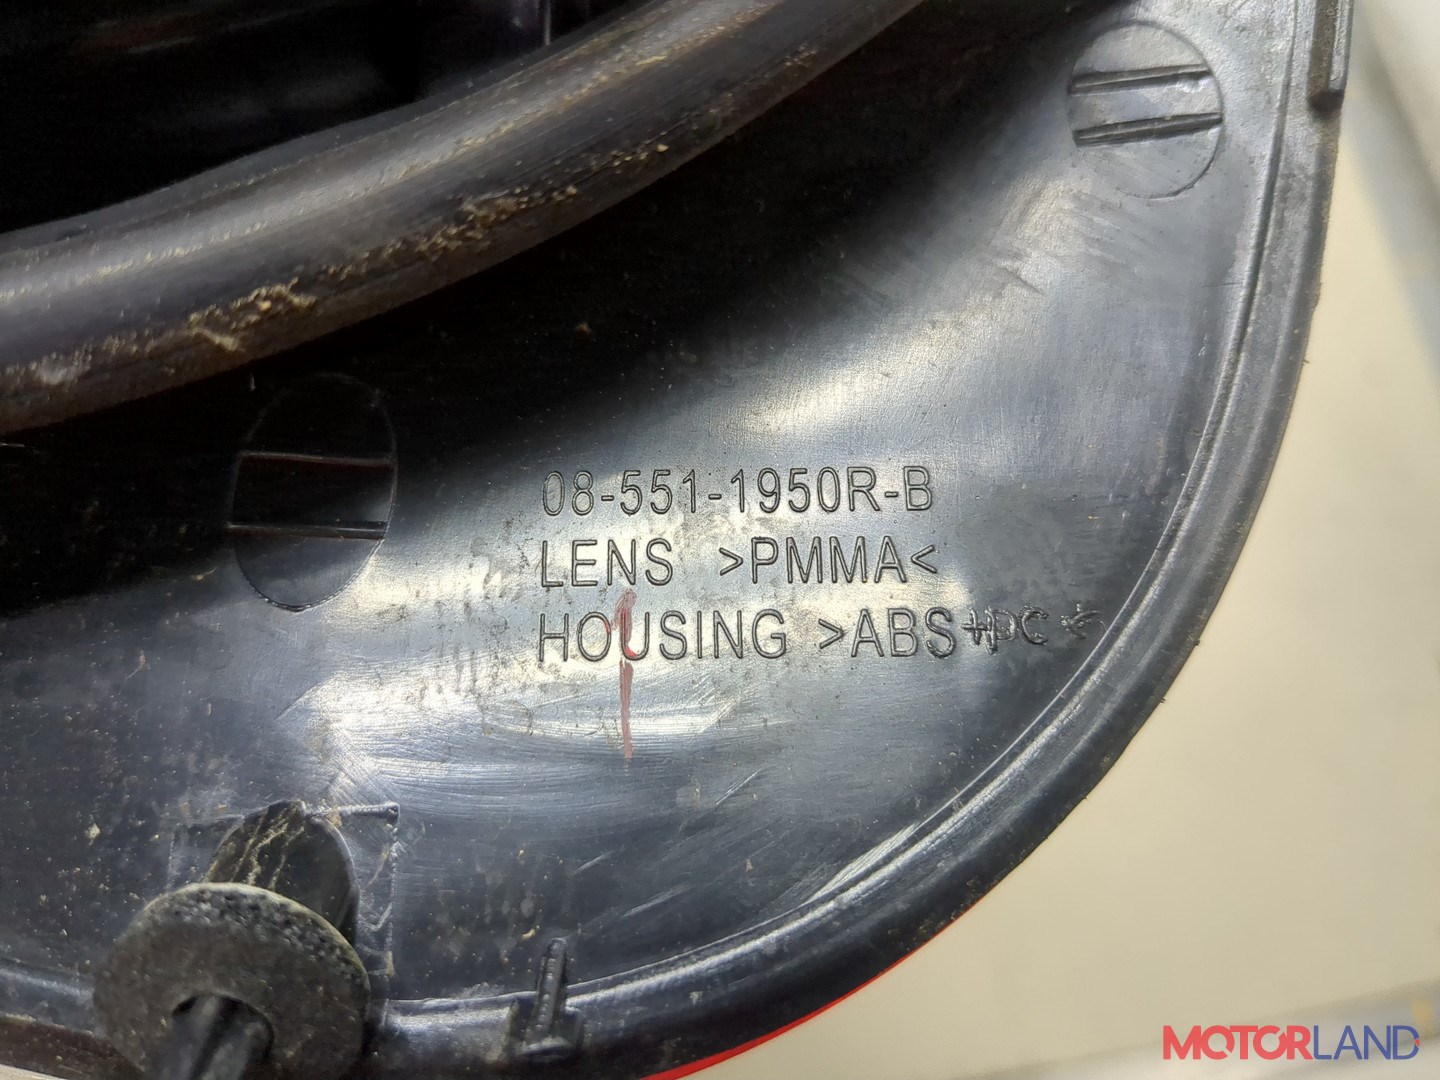 08-551-1950R-B
LENS >PMMA<
HOUSING >ABS+PC<
MOTORLAND